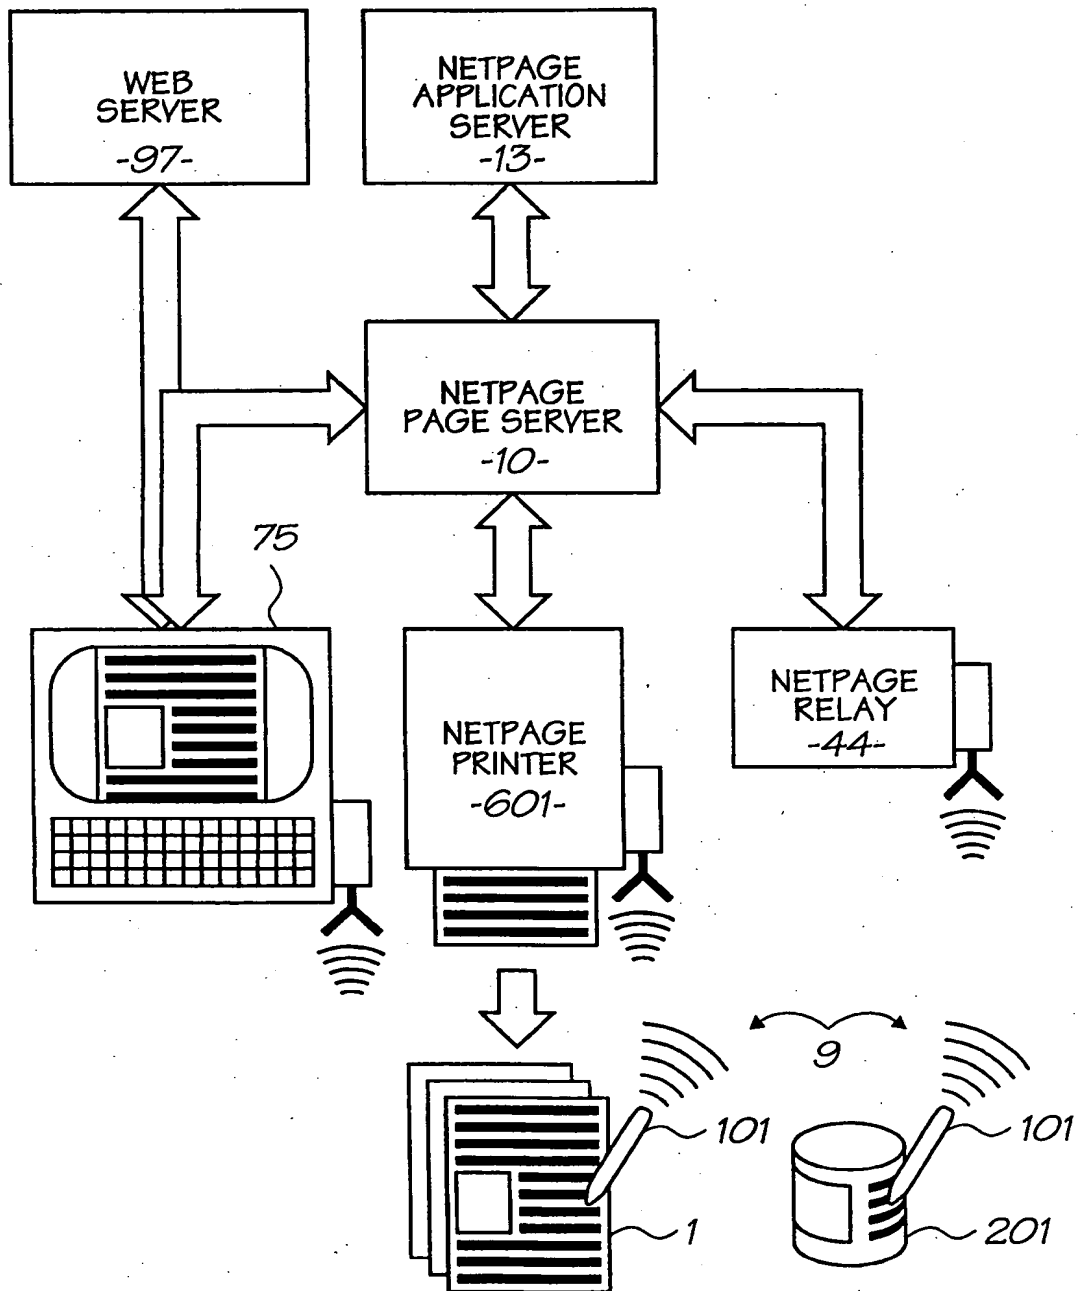 WEB
SERVER
-97-
NETPAGE
APPLICATION
SERVER
-13-
NETPAGE
PAGE SERVER
-10-
75
NETPAGE
PRINTER
-601-
NETPAGE
RELAY
-44-
9
101
101
1
201